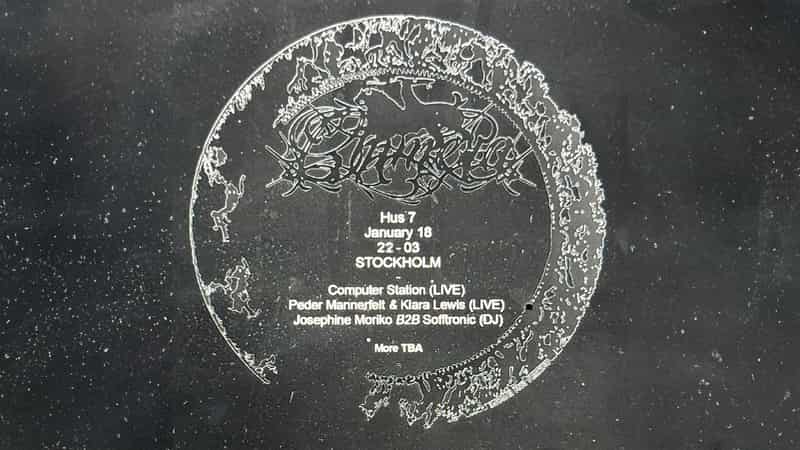 Hus 7
January 18
22 - 03
STOCKHOLM
Computer Station (LIVE)
Peder Mannerfelt & Klara Lewis (LIVE)
Josephine Moriko B2B Sofftronic (DJ)
More TBA